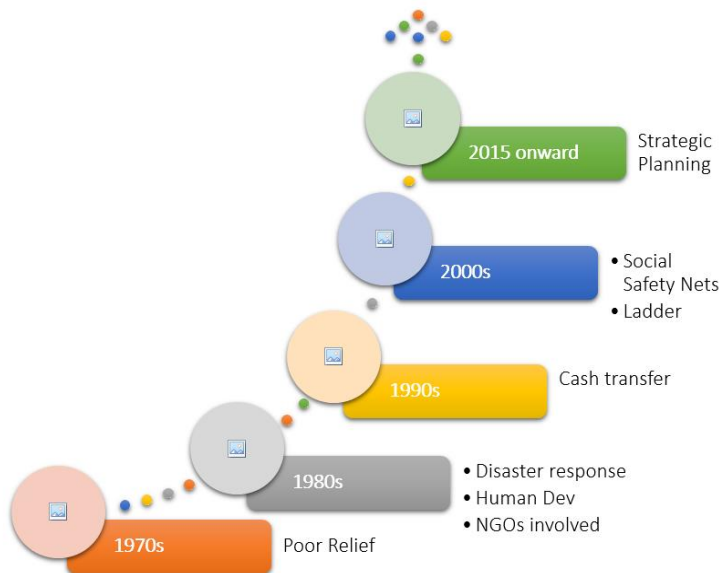 2015 onward
Strategic
Planning
2000s
• Social
Safety Nets
• Ladder
1990s
Cash transfer
1980s
• Disaster response
• Human Dev
• NGOs involved
1970s
Poor Relief